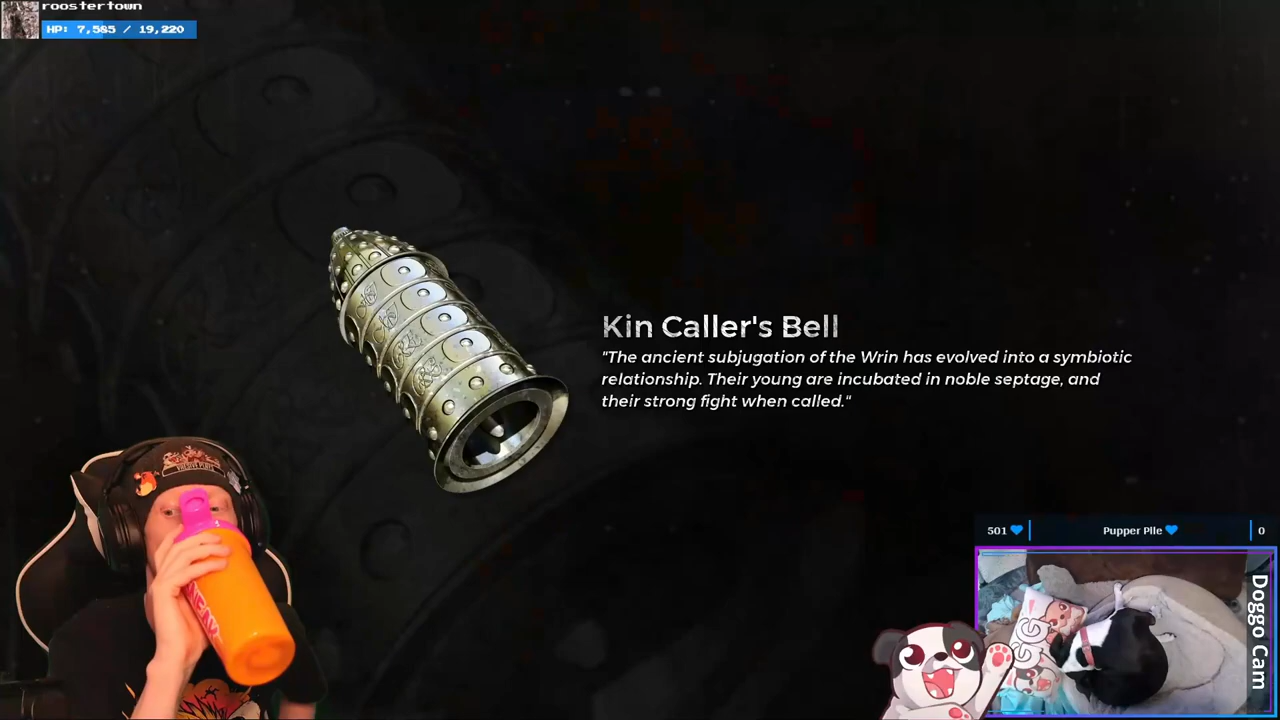 roostertown
HP: 7,585 / 19,220
Kin Caller's Bell
"The ancient subjugation of the Wrin has evolved into a symbiotic
relationship. Their young are incubated in noble septage, and
their strong fight when called."
501
Pupper Pile
0
Doggo Cam
GG